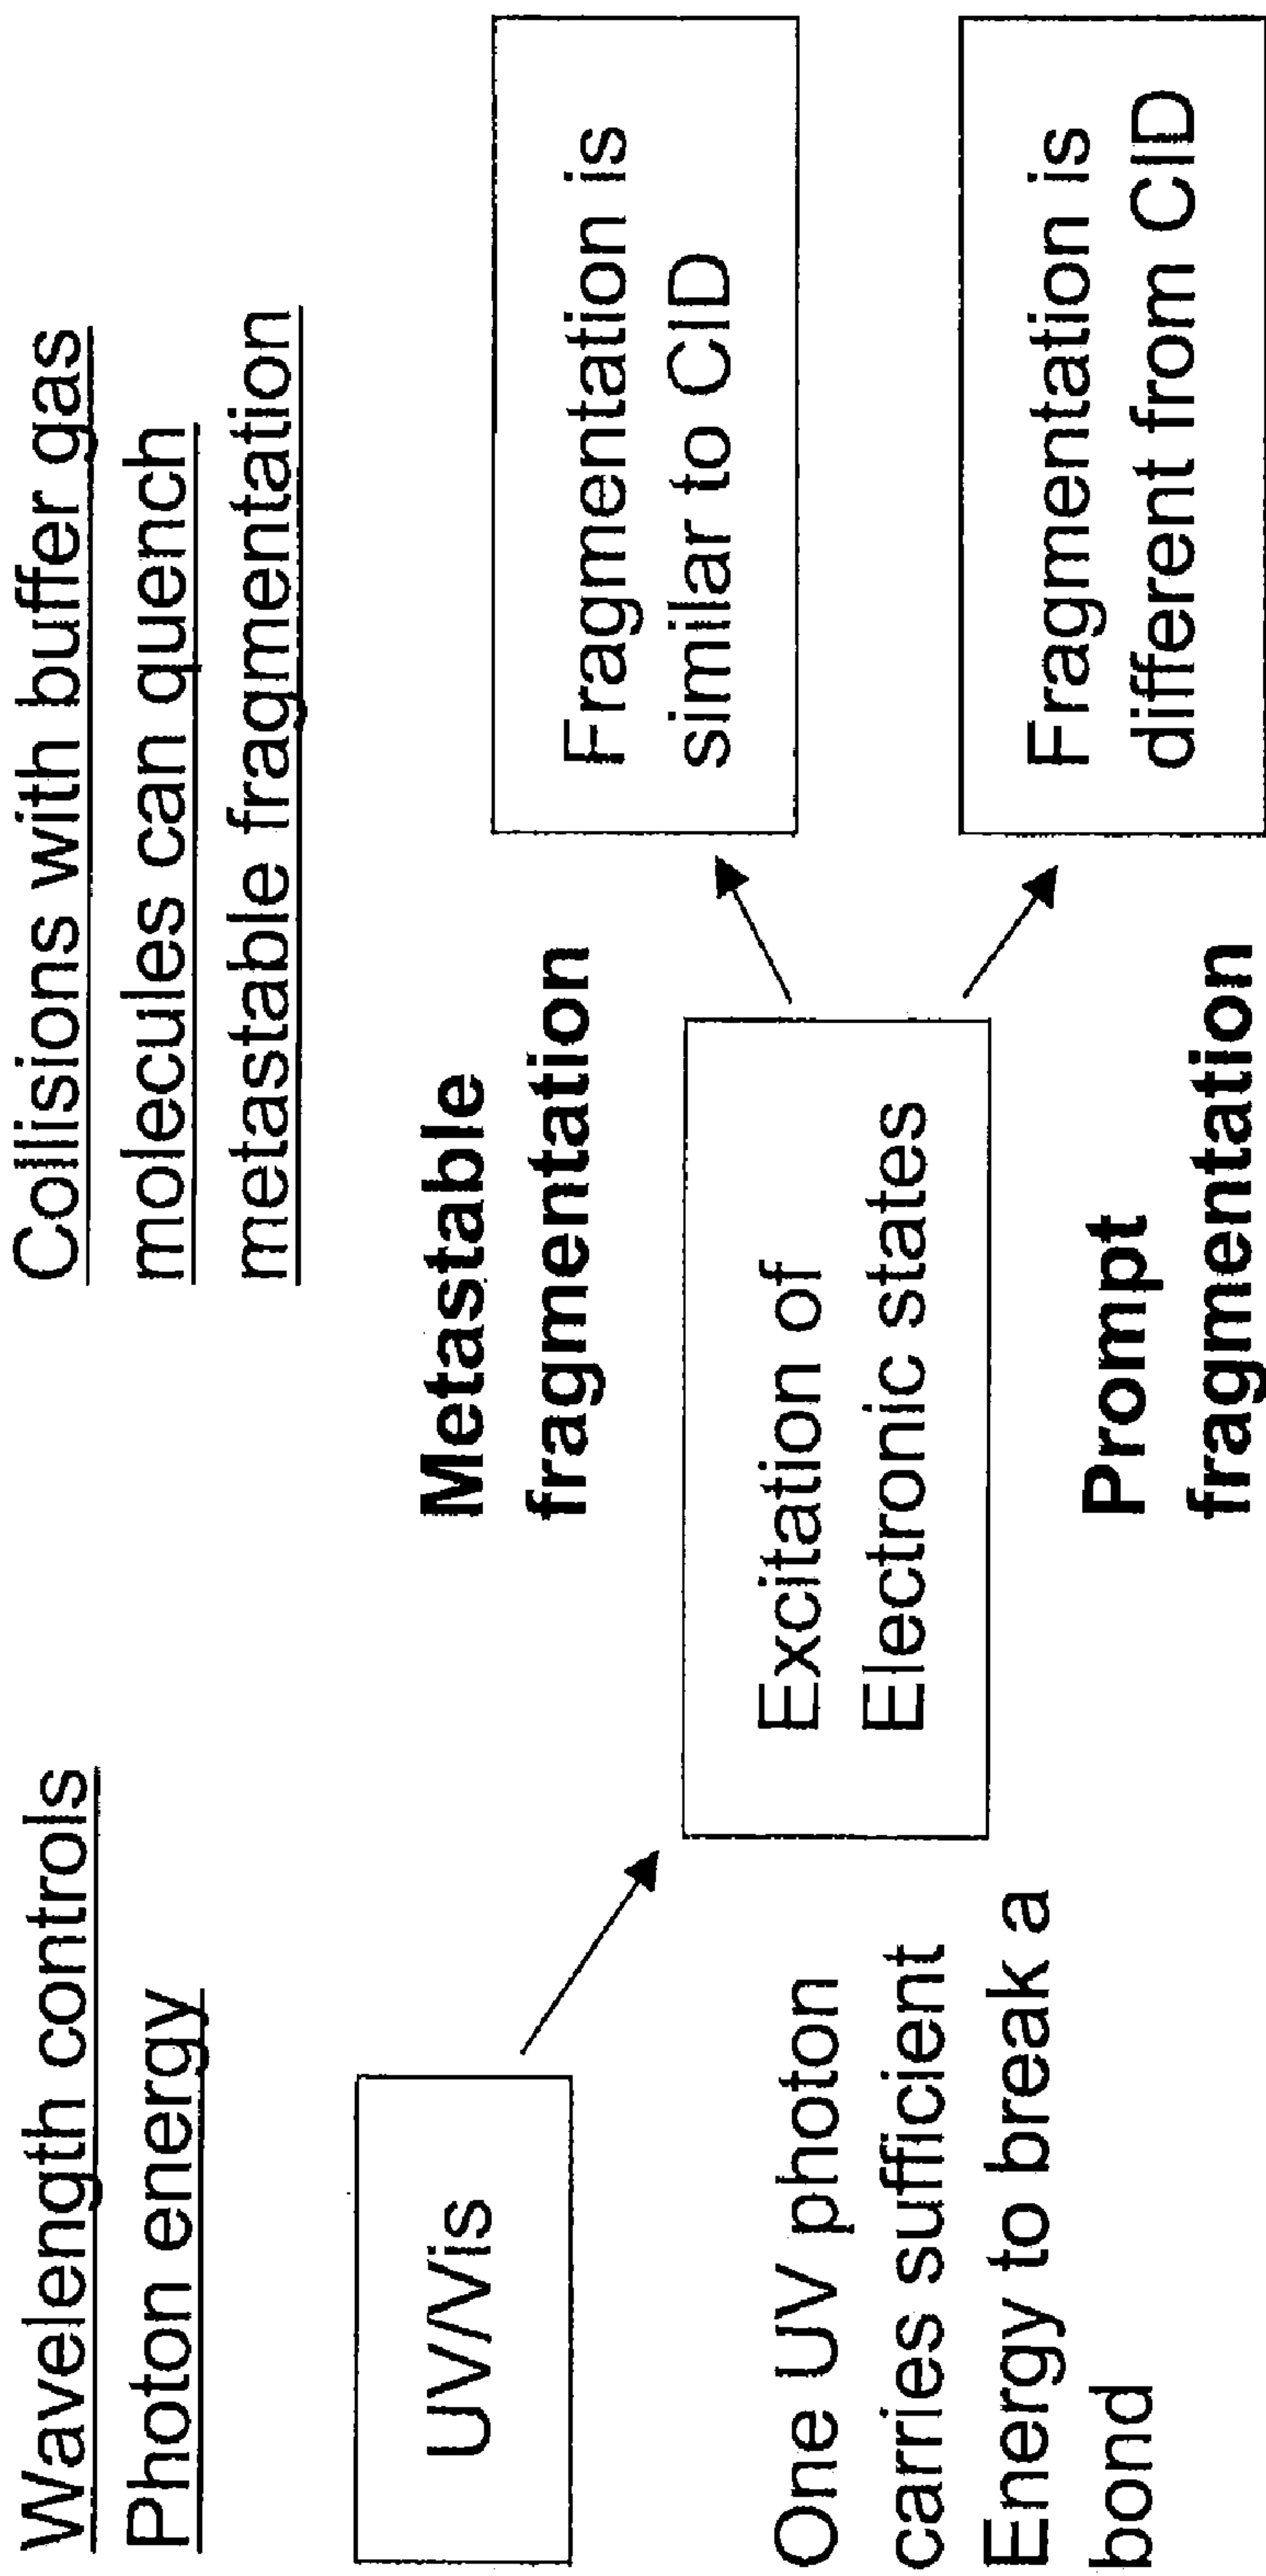 Wavelength controls
Photon energy
Collisions with buffer gas
molecules can quench
metastable fragmentation
UV/Vis
One UV photon
carries sufficient
Energy to break a
bond
Metastable
fragmentation
Excitation of
Electronic states
Prompt
fragmentation
Fragmentation is
similar to CID
Fragmentation is
different from CID